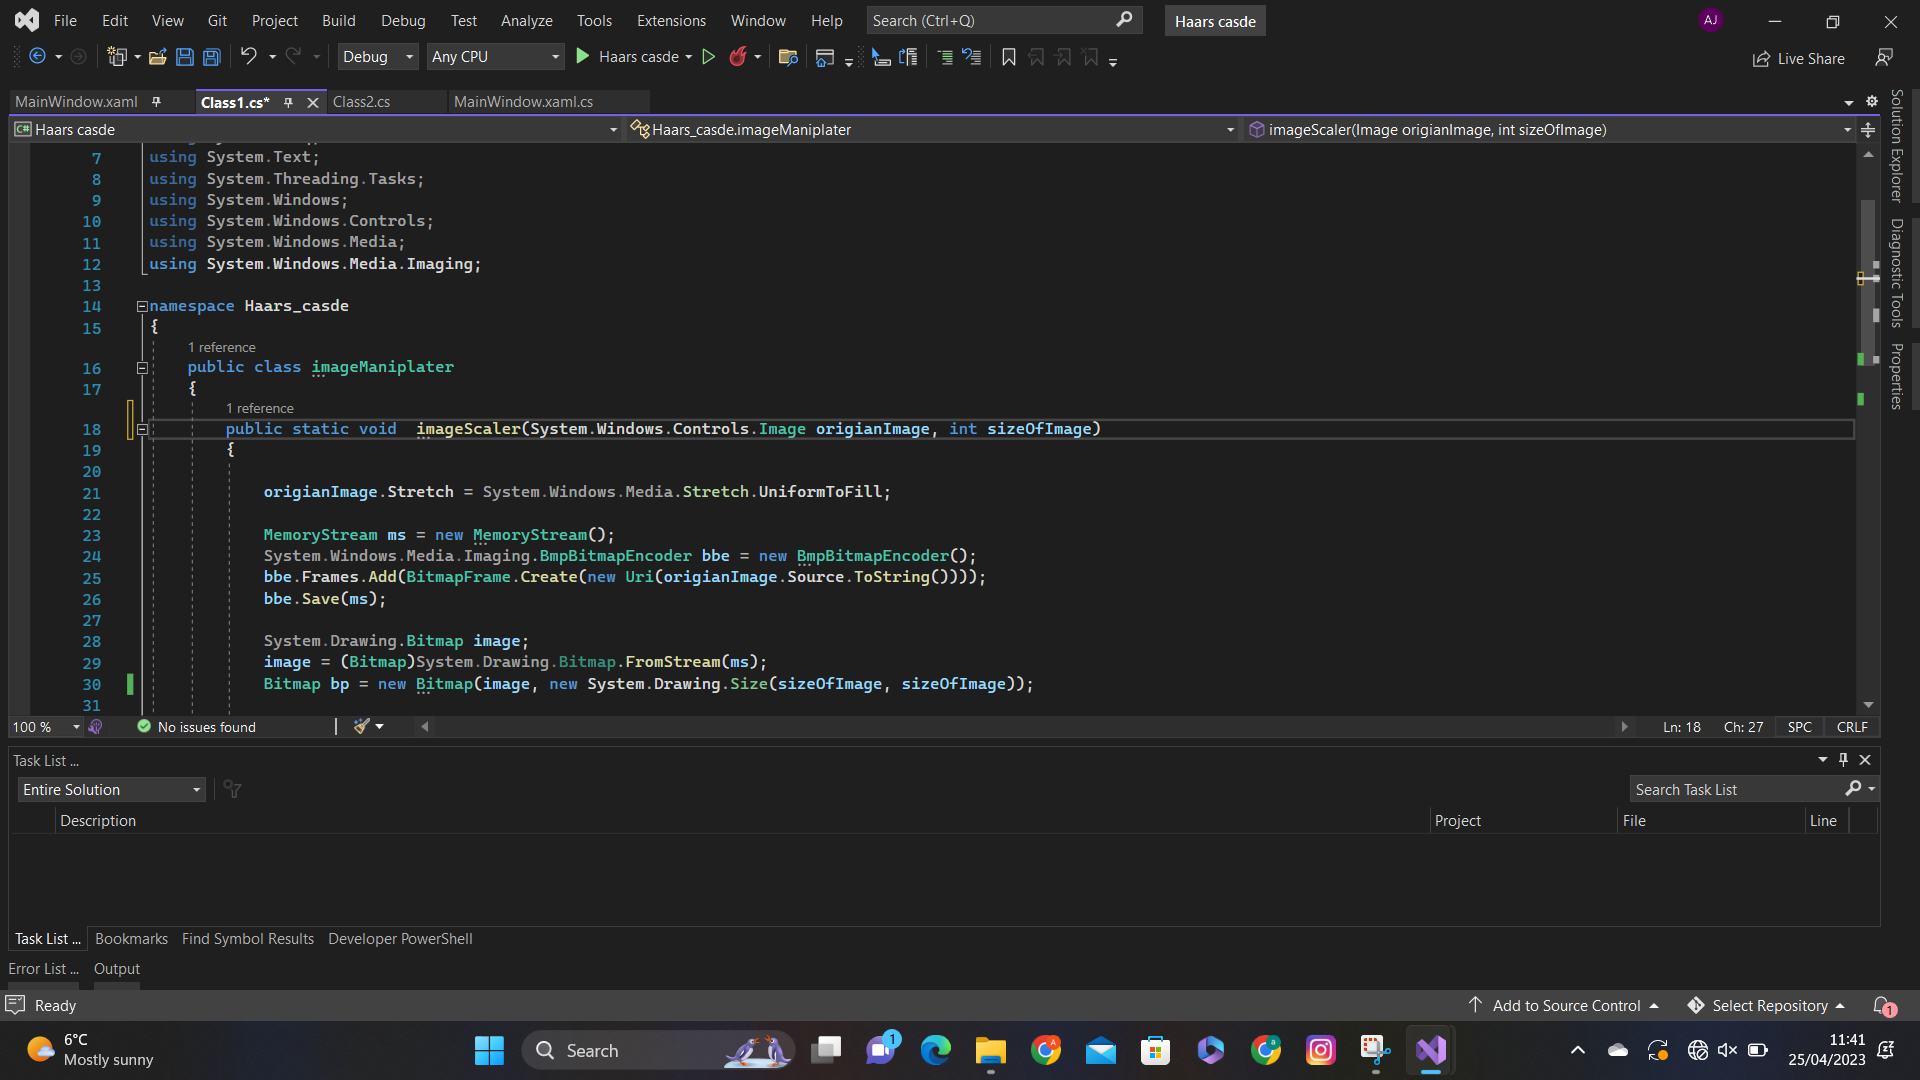 File Edit View Git Project Build Debug Test Analyze Tools Extensions Window Help Search (Ctrl+Q) Haars casde AJ
Debug Any CPU Haars casde Live Share
MainWindow.xaml Class1.cs* Class2.cs MainWindow.xaml.cs
Haars casde Haars_casde.imageManiplater imageScaler(Image origianImage, int sizeOfImage)
7 using System.Text;
8 using System.Threading.Tasks;
9 using System.Windows;
10 using System.Windows.Controls;
11 using System.Windows.Media;
12 using System.Windows.Media.Imaging;
13
14 namespace Haars_casde
15 {
1 reference
16 public class imageManiplater
17 {
1 reference
18 public static void  imageScaler(System.Windows.Controls.Image origianImage, int sizeOfImage)
19 {
20
21 origianImage.Stretch = System.Windows.Media.Stretch.UniformToFill;
22
23 MemoryStream ms = new MemoryStream();
24 System.Windows.Media.Imaging.BmpBitmapEncoder bbe = new BmpBitmapEncoder();
25 bbe.Frames.Add(BitmapFrame.Create(new Uri(origianImage.Source.ToString())));
26 bbe.Save(ms);
27
28 System.Drawing.Bitmap image;
29 image = (Bitmap)System.Drawing.Bitmap.FromStream(ms);
30 Bitmap bp = new Bitmap(image, new System.Drawing.Size(sizeOfImage, sizeOfImage));
31
Solution Explorer
Diagnostic Tools
Properties
100 % No issues found Ln: 18 Ch: 27 SPC CRLF
Task List ...
Entire Solution Search Task List
Description Project File Line
Task List ... Bookmarks Find Symbol Results Developer PowerShell
Error List ... Output
Ready Add to Source Control Select Repository 1
6°C
Mostly sunny
Search
1
11:41
25/04/2023